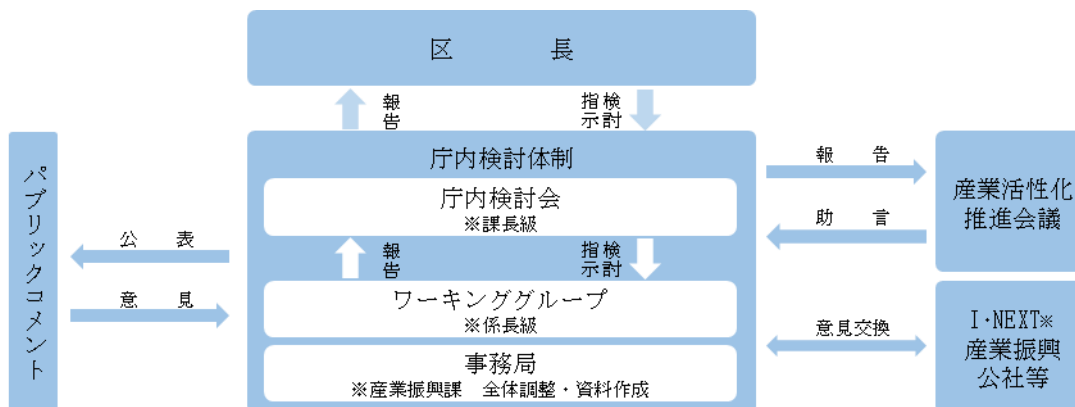 区　長
報告
検討指示
パブリックコメント
公　表
意　見
庁内検討体制
庁内検討会
※課長級
報告
検討指示
ワーキンググループ
※係長級
事務局
※産業振興課　全体調整・資料作成
報　告
助　言
産業活性化
推進会議
意見交換
I・NEXT※
産業振興
公社等